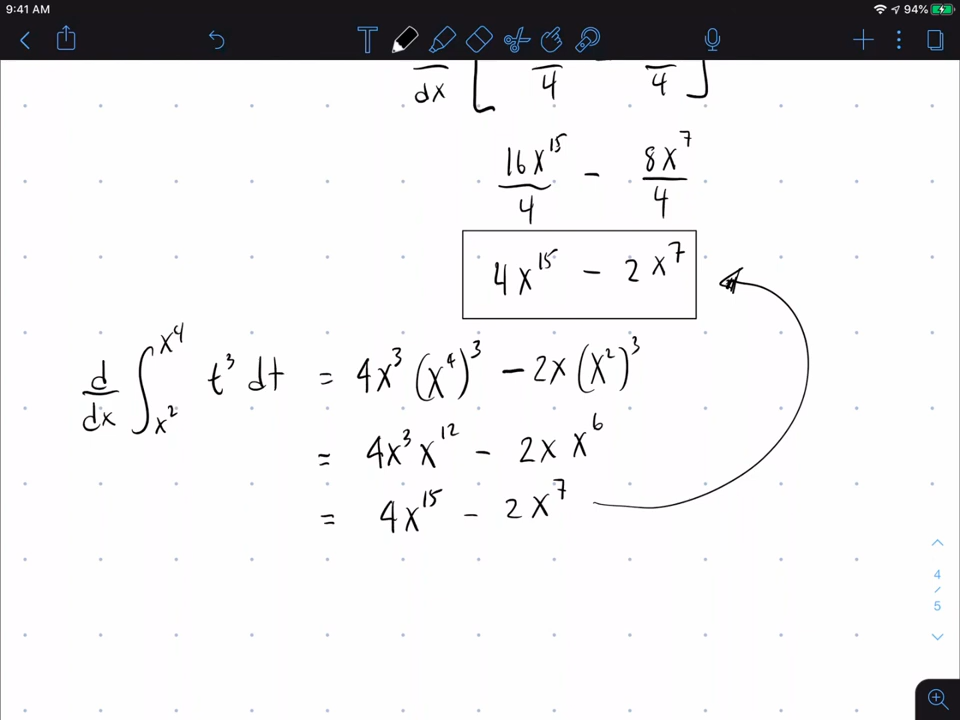 9:41 AM 94%
T
dx [ 4 4 ]
16x^15/4 - 8x^7/4
4x^15 - 2x^7
d/dx ∫_{x^2}^{x^4} t^3 dt = 4x^3 (x^4)^3 - 2x (x^2)^3
= 4x^3 x^12 - 2x x^6
= 4x^15 - 2x^7
4
/
5